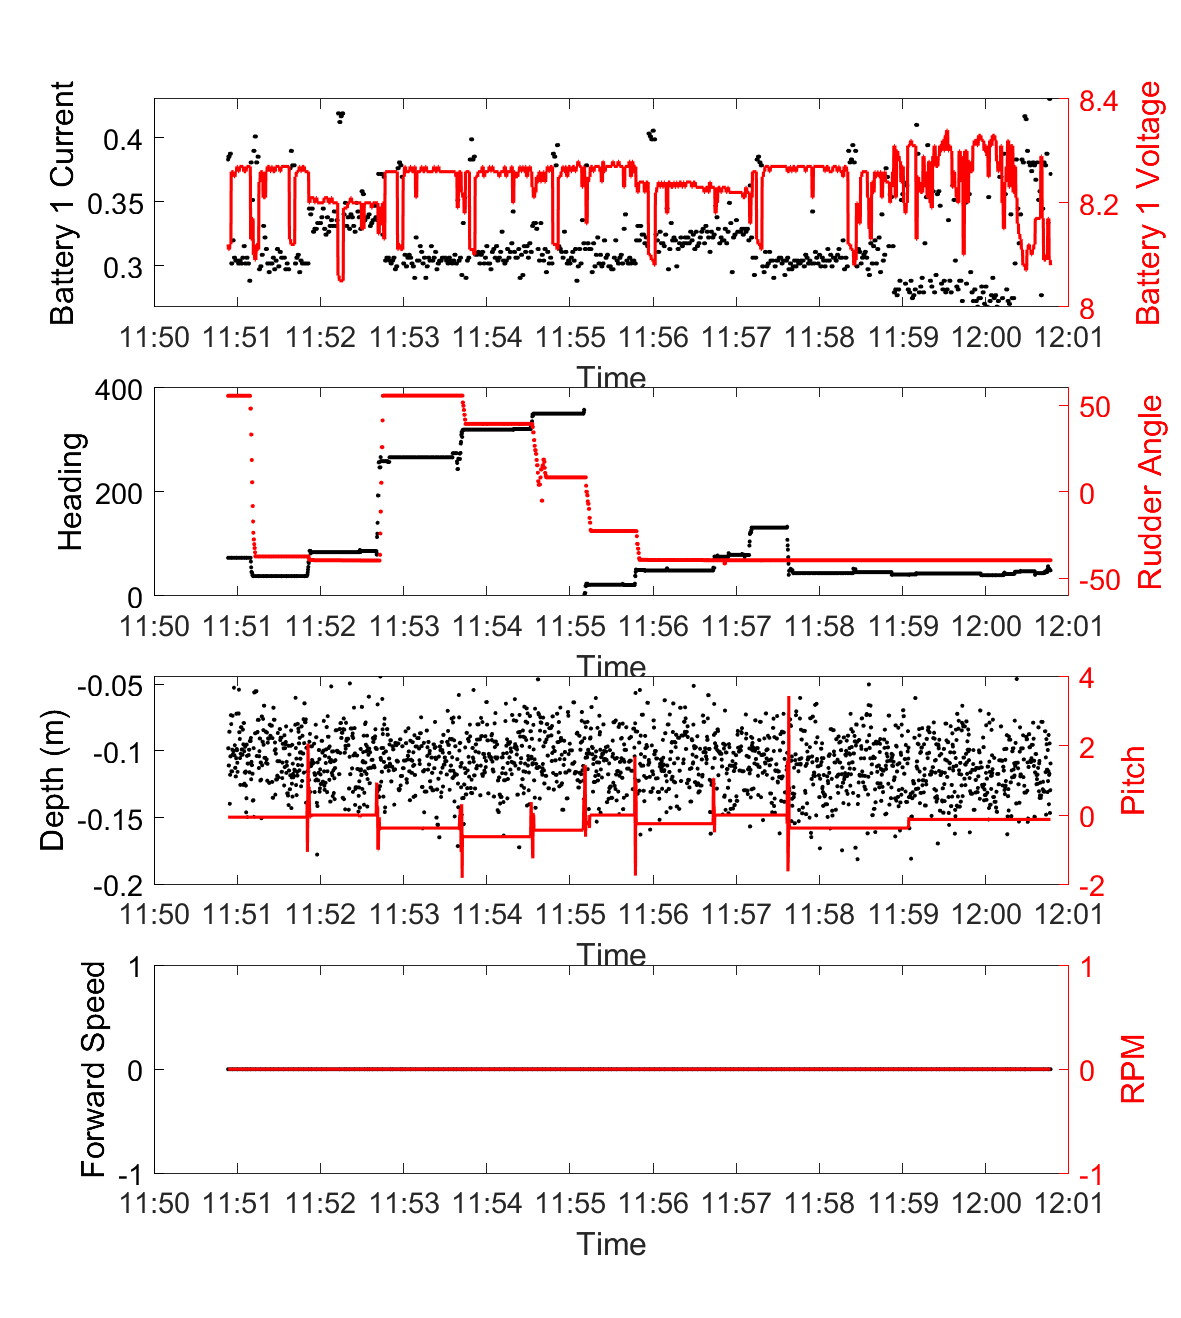 Battery 1 Current
0.4
0.35
0.3
8.4
8.2
8
Battery 1 Voltage
11:50 11:51 11:52 11:53 11:54 11:55 11:56 11:57 11:58 11:59 12:00 12:01
Time
Heading
400
200
0
50
0
-50
Rudder Angle
11:50 11:51 11:52 11:53 11:54 11:55 11:56 11:57 11:58 11:59 12:00 12:01
Time
Depth (m)
-0.05
-0.1
-0.15
-0.2
4
2
0
-2
Pitch
11:50 11:51 11:52 11:53 11:54 11:55 11:56 11:57 11:58 11:59 12:00 12:01
Time
Forward Speed
1
0
-1
1
0
-1
RPM
11:50 11:51 11:52 11:53 11:54 11:55 11:56 11:57 11:58 11:59 12:00 12:01
Time